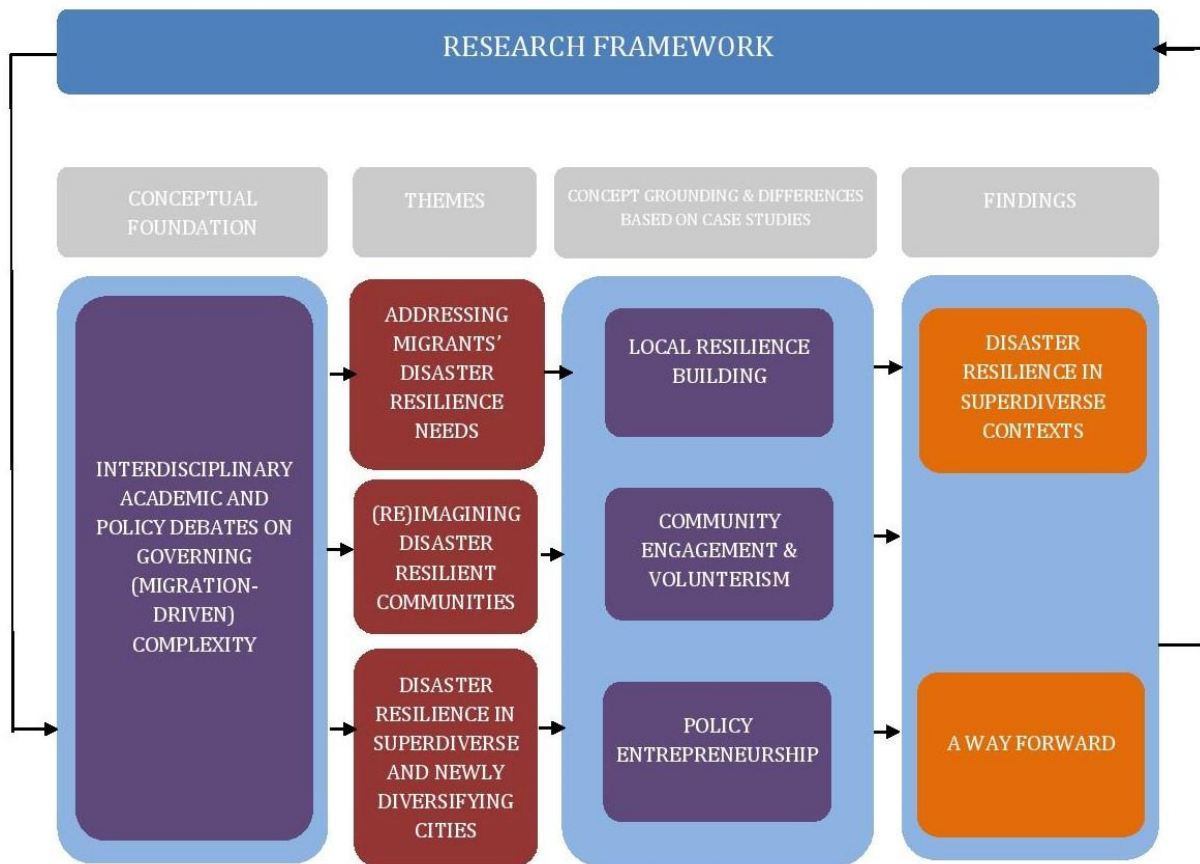 RESEARCH FRAMEWORK
CONCEPTUAL
FOUNDATION
THEMES
CONCEPT GROUNDING & DIFFERENCES
BASED ON CASE STUDIES
FINDINGS
INTERDISCIPLINARY
ACADEMIC AND
POLICY DEBATES ON
GOVERNING
(MIGRATION-
DRIVEN)
COMPLEXITY
ADDRESSING
MIGRANTS’
DISASTER
RESILIENCE
NEEDS
(RE)IMAGINING
DISASTER
RESILIENT
COMMUNITIES
DISASTER
RESILIENCE IN
SUPERDIVERSE
AND NEWLY
DIVERSIFYING
CITIES
LOCAL RESILIENCE
BUILDING
COMMUNITY
ENGAGEMENT &
VOLUNTERISM
POLICY
ENTREPRENEURSHIP
DISASTER
RESILIENCE IN
SUPERDIVERSE
CONTEXTS
A WAY FORWARD